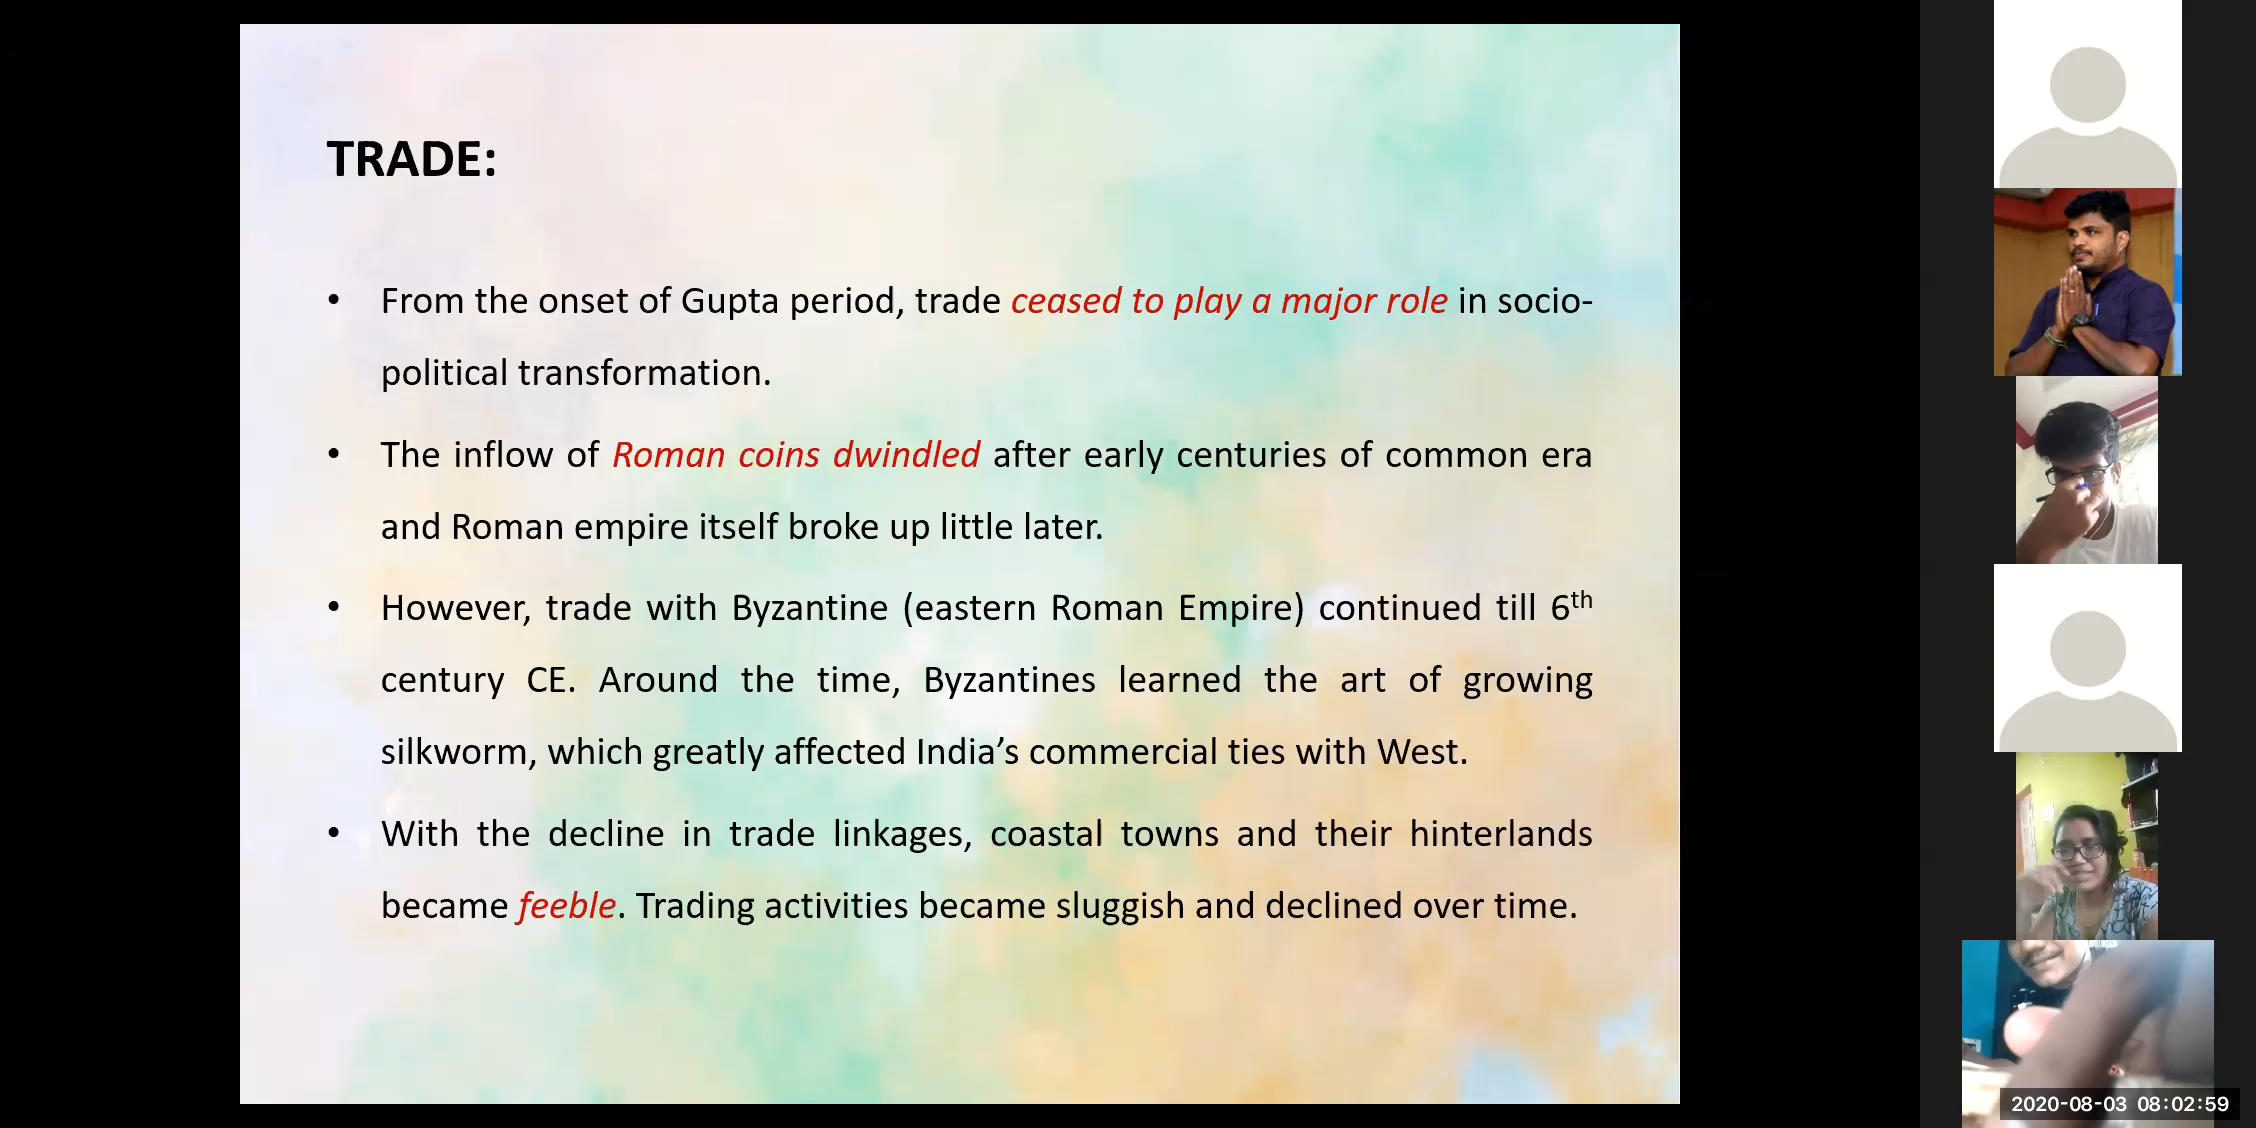 TRADE:
• From the onset of Gupta period, trade ceased to play a major role in socio-
political transformation.
• The inflow of Roman coins dwindled after early centuries of common era
and Roman empire itself broke up little later.
• However, trade with Byzantine (eastern Roman Empire) continued till 6th
century CE. Around the time, Byzantines learned the art of growing
silkworm, which greatly affected India’s commercial ties with West.
• With the decline in trade linkages, coastal towns and their hinterlands
became feeble. Trading activities became sluggish and declined over time.
2020-08-03 08:02:59